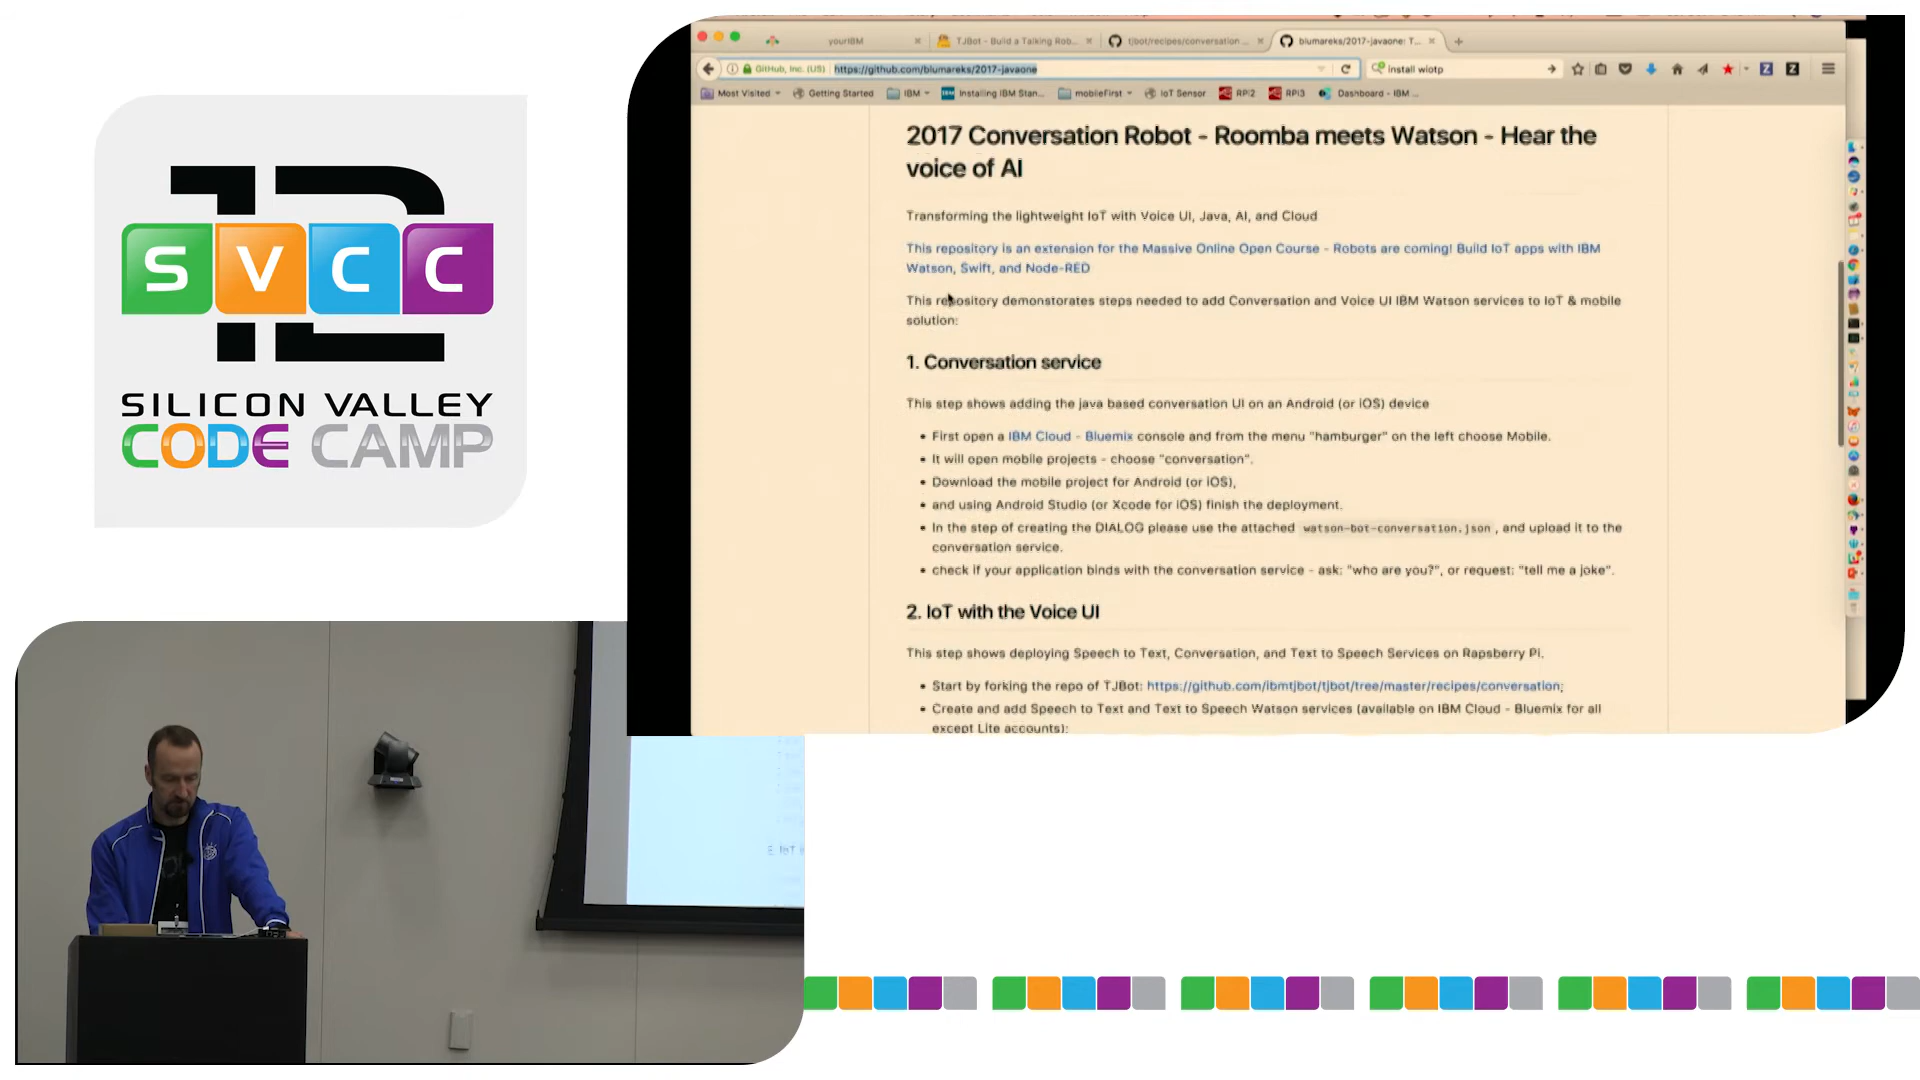 12
SVCC
SILICON VALLEY
CODE CAMP
yourIBM
TJBot - Build a Talking Rob...
tjbot/recipes/conversation ...
blumareks/2017-javaone: T...
GitHub, Inc. (US)
https://github.com/blumareks/2017-javaone
install wiotp
Most Visited
Getting Started
IBM
Installing IBM Stan...
mobileFirst
IoT Sensor
RPi2
RPi3
Dashboard - IBM ...
2017 Conversation Robot - Roomba meets Watson - Hear the
voice of AI
Transforming the lightweight IoT with Voice UI, Java, AI, and Cloud
This repository is an extension for the Massive Online Open Course - Robots are coming! Build IoT apps with IBM
Watson, Swift, and Node-RED
This repository demonstorates steps needed to add Conversation and Voice UI IBM Watson services to IoT & mobile
solution:
1. Conversation service
This step shows adding the java based conversation UI on an Android (or iOS) device
• First open a IBM Cloud - Bluemix console and from the menu "hamburger" on the left choose Mobile.
• It will open mobile projects - choose "conversation".
• Download the mobile project for Android (or iOS),
• and using Android Studio (or Xcode for iOS) finish the deployment.
• In the step of creating the DIALOG please use the attached watson-bot-conversation.json , and upload it to the
conversation service.
• check if your application binds with the conversation service - ask: "who are you?", or request: "tell me a joke".
2. IoT with the Voice UI
This step shows deploying Speech to Text, Conversation, and Text to Speech Services on Rapsberry Pi.
• Start by forking the repo of TJBot: https://github.com/ibmtjbot/tjbot/tree/master/recipes/conversation;
• Create and add Speech to Text and Text to Speech Watson services (available on IBM Cloud - Bluemix for all
except Lite accounts):